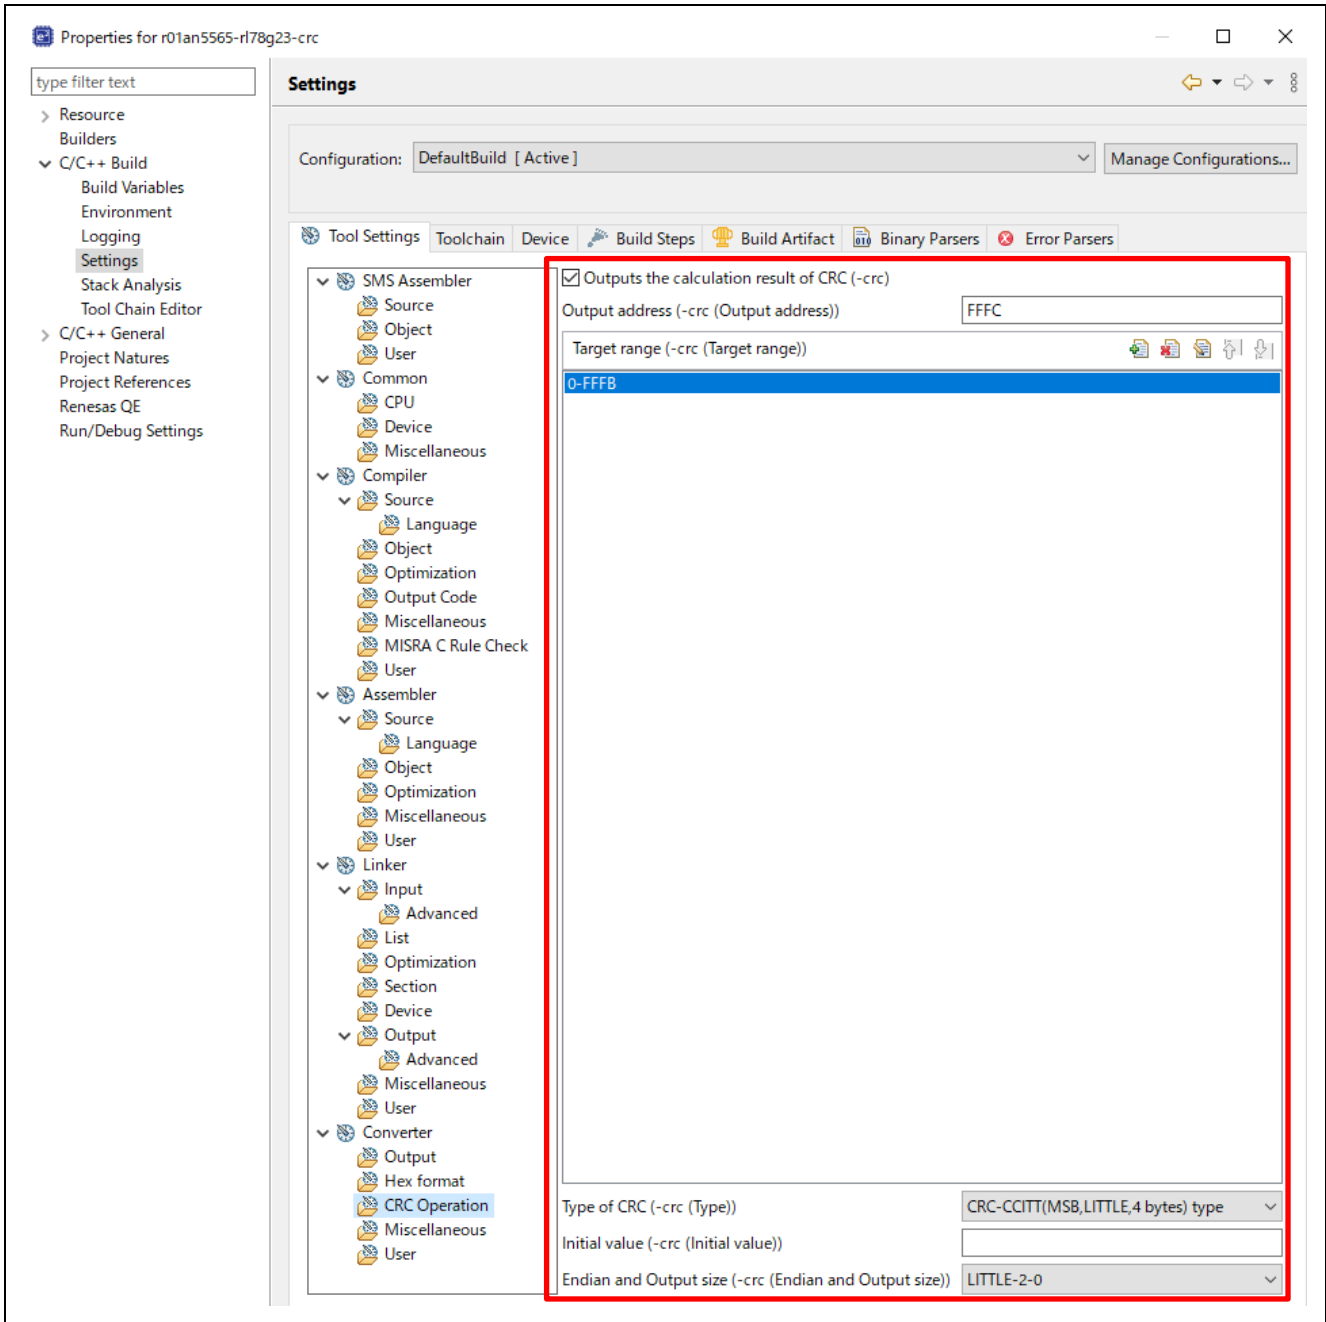 Properties for r01an5565-rl78g23-crc
type filter text
Resource
Builders
C/C++ Build
Build Variables
Environment
Logging
Settings
Stack Analysis
Tool Chain Editor
C/C++ General
Project Natures
Project References
Renesas QE
Run/Debug Settings
Settings
Configuration: DefaultBuild [ Active ] Manage Configurations...
Tool Settings Toolchain Device Build Steps Build Artifact Binary Parsers Error Parsers
SMS Assembler
Source
Object
User
Common
CPU
Device
Miscellaneous
Compiler
Source
Language
Object
Optimization
Output Code
Miscellaneous
MISRA C Rule Check
User
Assembler
Source
Language
Object
Optimization
Miscellaneous
User
Linker
Input
Advanced
List
Optimization
Section
Device
Output
Advanced
Miscellaneous
User
Converter
Output
Hex format
CRC Operation
Miscellaneous
User
Outputs the calculation result of CRC (-crc)
Output address (-crc (Output address)) FFFC
Target range (-crc (Target range))
0-FFFB
Type of CRC (-crc (Type)) CRC-CCITT(MSB,LITTLE,4 bytes) type
Initial value (-crc (Initial value))
Endian and Output size (-crc (Endian and Output size)) LITTLE-2-0